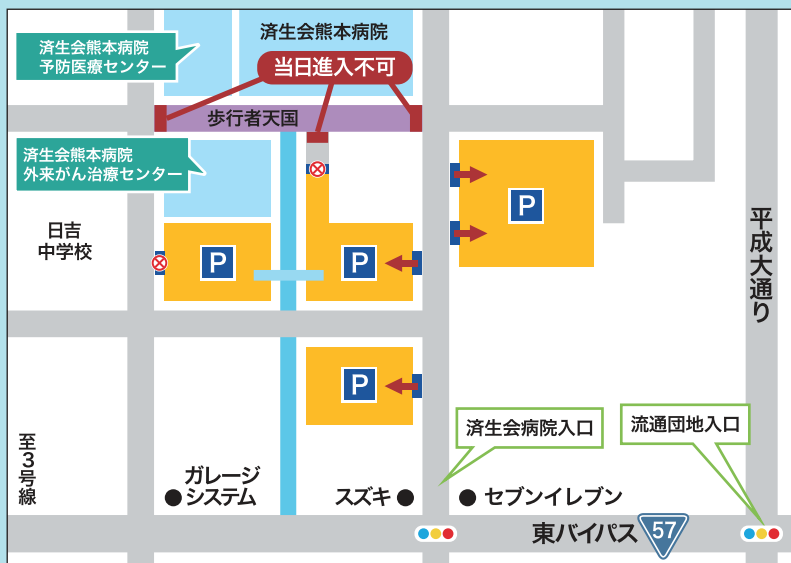 済生会熊本病院
済生会熊本病院
予防医療センター
当日進入不可
歩行者天国
済生会熊本病院
外来がん治療センター
P
日吉
中学校
P
P
平成大通り
P
済生会病院入口
流通団地入口
至3号線
ガレージ
システム
スズキ
セブンイレブン
東バイパス
57